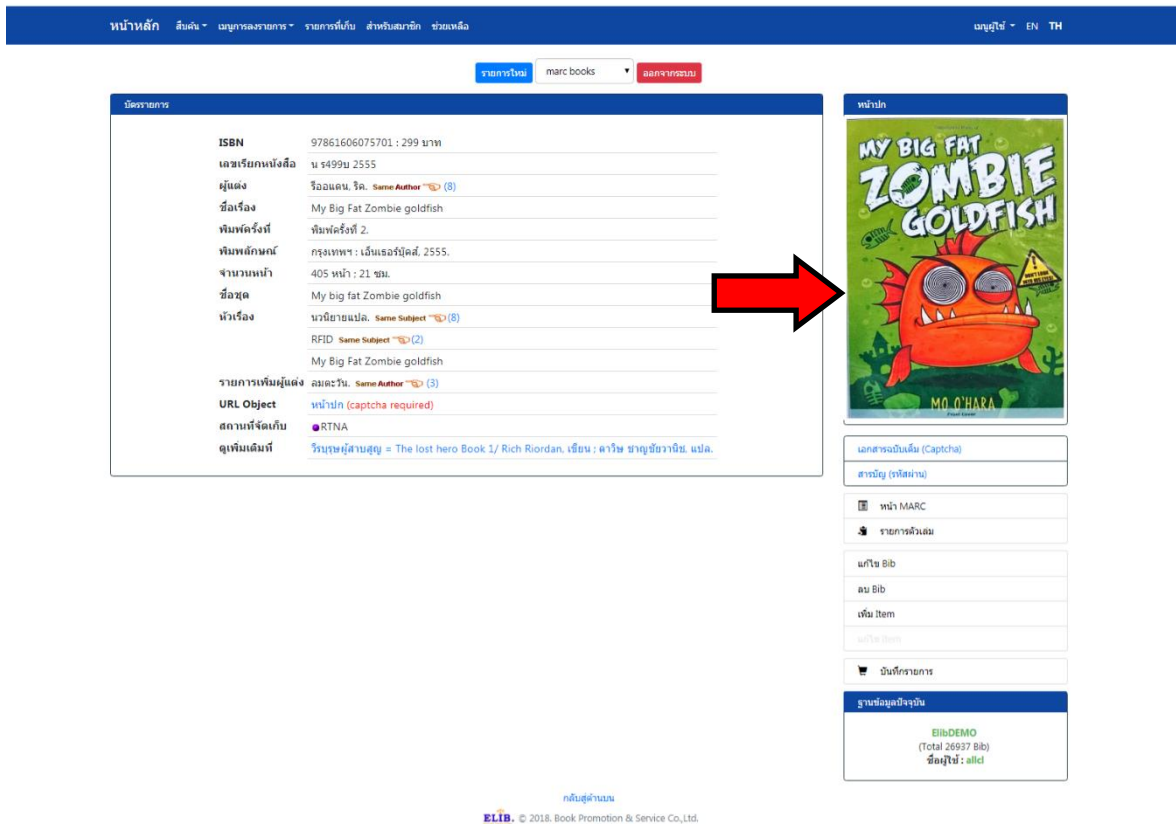 หน้าหลัก สืบค้น เมนูการลงรายการ รายการที่เก็บ สำหรับสมาชิก ช่วยเหลือ เมนูผู้ใช้ EN TH
รายการใหม่ marc books ออกจากระบบ
บัตรรายการ
ISBN 97861606075701 : 299 บาท
เลขเรียกหนังสือ น ร499บ 2555
ผู้แต่ง รีออแดน, ริค. Same Author (8)
ชื่อเรื่อง My Big Fat Zombie goldfish
พิมพ์ครั้งที่ พิมพ์ครั้งที่ 2.
พิมพลักษณ์ กรุงเทพฯ : เอ็นเธอร์บุ๊คส์, 2555.
จำนวนหน้า 405 หน้า ; 21 ซม.
ชื่อชุด My big fat Zombie goldfish
หัวเรื่อง นวนิยายแปล. Same Subject (8)
RFID Same Subject (2)
My Big Fat Zombie goldfish
รายการเพิ่มผู้แต่ง ลมตะวัน. Same Author (3)
URL Object หน้าปก (captcha required)
สถานที่จัดเก็บ RTNA
ดูเพิ่มเติมที่ วีรบุรุษผู้สาบสูญ = The lost hero Book 1/ Rich Riordan, เขียน ; ดาวิษ ชาญชัยวานิช, แปล.
หน้าปก
MY BIG FAT
ZOMBIE
GOLDFISH
MO O'HARA
เอกสารฉบับเต็ม (Captcha)
สารบัญ (รหัสผ่าน)
หน้า MARC
รายการตัวเล่ม
แก้ไข Bib
ลบ Bib
เพิ่ม Item
แก้ไข Item
บันทึกรายการ
ฐานข้อมูลปัจจุบัน
ElibDEMO
(Total 26937 Bib)
ชื่อผู้ใช้ : allcl
กลับสู่ด้านบน
ELIB. © 2018. Book Promotion & Service Co.,Ltd.